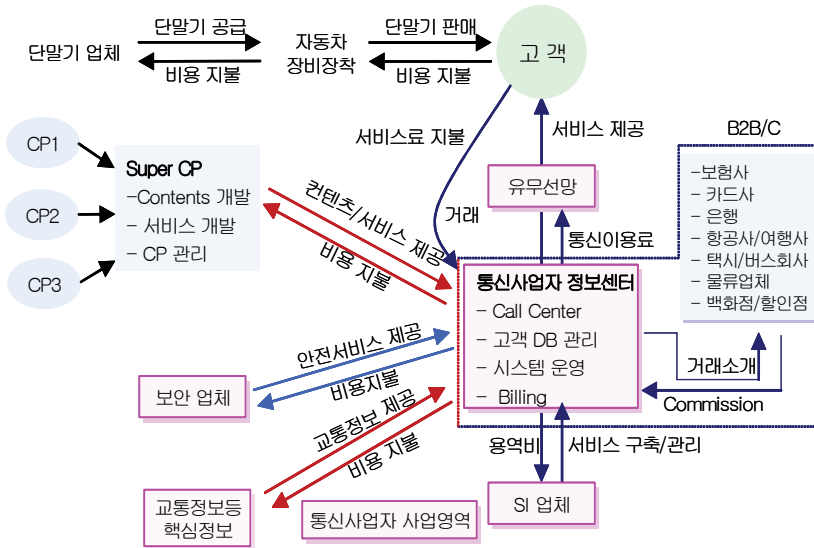 단말기 업체
단말기 공급
비용 지불
자동차
장비장착
단말기 판매
비용 지불
고 객
CP1
CP2
CP3
Super CP
-Contents 개발
- 서비스 개발
- CP 관리
서비스료 지불
서비스 제공
B2B/C
유무선망
거래
통신이용료
-보험사
- 카드사
- 은행
- 항공사/여행사
- 택시/버스회사
- 물류업체
- 백화점/할인점
컨텐츠/서비스 제공
비용 지불
통신사업자 정보센터
- Call Center
- 고객 DB 관리
- 시스템 운영
- Billing
안전서비스 제공
비용지불
보안 업체
거래소개
Commission
교통정보 제공
비용 지불
용역비
서비스 구축/관리
교통정보등
핵심정보
통신사업자 사업영역
SI 업체